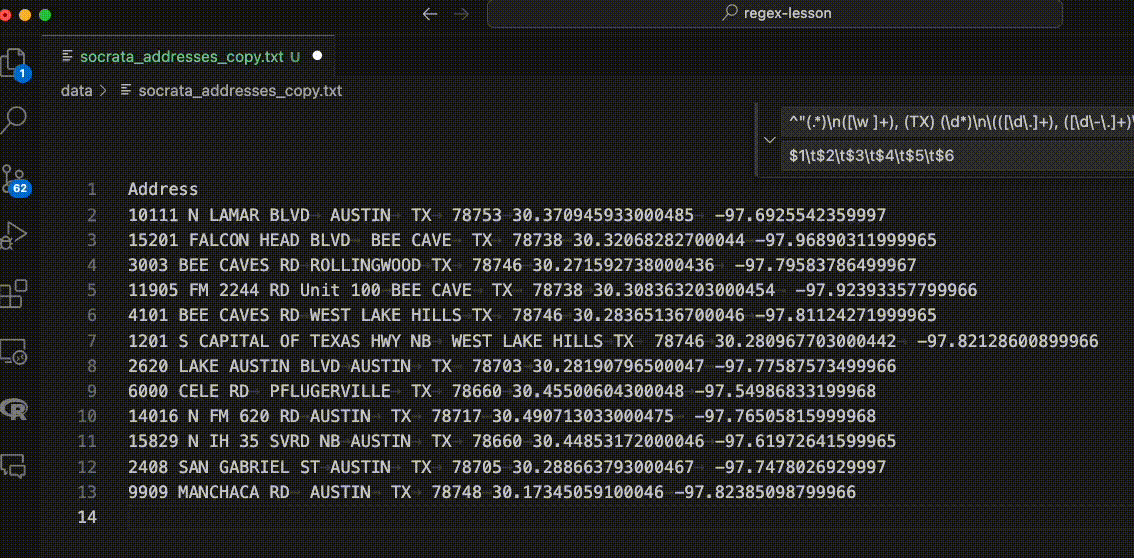 regex-lesson
socrata_addresses_copy.txt U
1
data > socrata_addresses_copy.txt
^"(.*)\n([\w ]+), (TX) (\d*)\n\(([\d\.]+), ([\d\-\.]+)\
$1\t$2\t$3\t$4\t$5\t$6
62
1 Address
2 10111 N LAMAR BLVD AUSTIN TX 78753 30.370945933000485 -97.6925542359997
3 15201 FALCON HEAD BLVD BEE CAVE TX 78738 30.32068282700044 -97.96890311999965
4 3003 BEE CAVES RD ROLLINGWOOD TX 78746 30.271592738000436 -97.79583786499967
5 11905 FM 2244 RD Unit 100 BEE CAVE TX 78738 30.308363203000454 -97.92393357799966
6 4101 BEE CAVES RD WEST LAKE HILLS TX 78746 30.28365136700046 -97.81124271999965
7 1201 S CAPITAL OF TEXAS HWY NB WEST LAKE HILLS TX 78746 30.280967703000442 -97.82128600899966
8 2620 LAKE AUSTIN BLVD AUSTIN TX 78703 30.28190796500047 -97.77587573499966
9 6000 CELE RD PFLUGERVILLE TX 78660 30.45500604300048 -97.54986833199968
10 14016 N FM 620 RD AUSTIN TX 78717 30.490713033000475 -97.76505815999968
11 15829 N IH 35 SVRD NB AUSTIN TX 78660 30.44853172000046 -97.61972641599965
12 2408 SAN GABRIEL ST AUSTIN TX 78705 30.288663793000467 -97.7478026929997
13 9909 MANCHACA RD AUSTIN TX 78748 30.17345059100046 -97.82385098799966
14
R